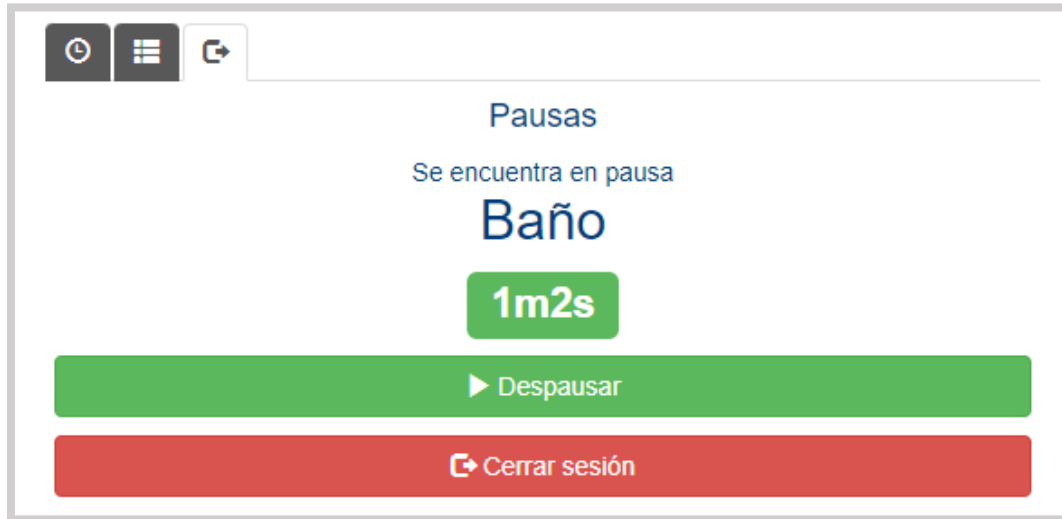 Pausas
Se encuentra en pausa
Baño
1m2s
Despausar
Cerrar sesión